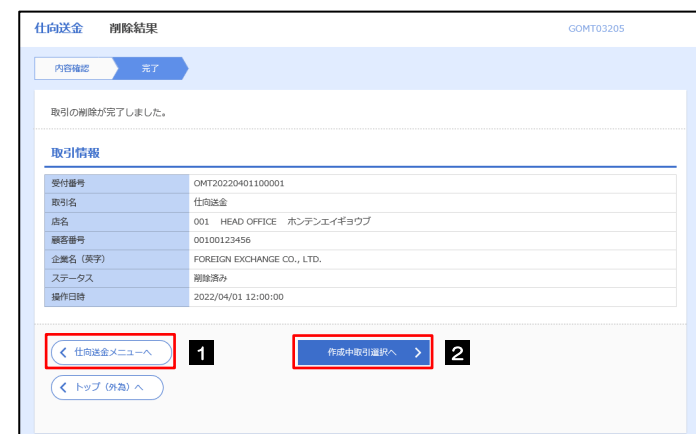 仕向送金 削除結果 GOMT03205
内容確認 完了
取引の削除が完了しました。
取引情報
受付番号 OMT20220401100001
取引名 仕向送金
店名 001 HEAD OFFICE ホンテンエイギョウブ
顧客番号 00100123456
企業名（英字） FOREIGN EXCHANGE CO., LTD.
ステータス 削除済み
操作日時 2022/04/01 12:00:00
仕向送金メニューへ 1 作成中取引選択へ 2
トップ（外為）へ